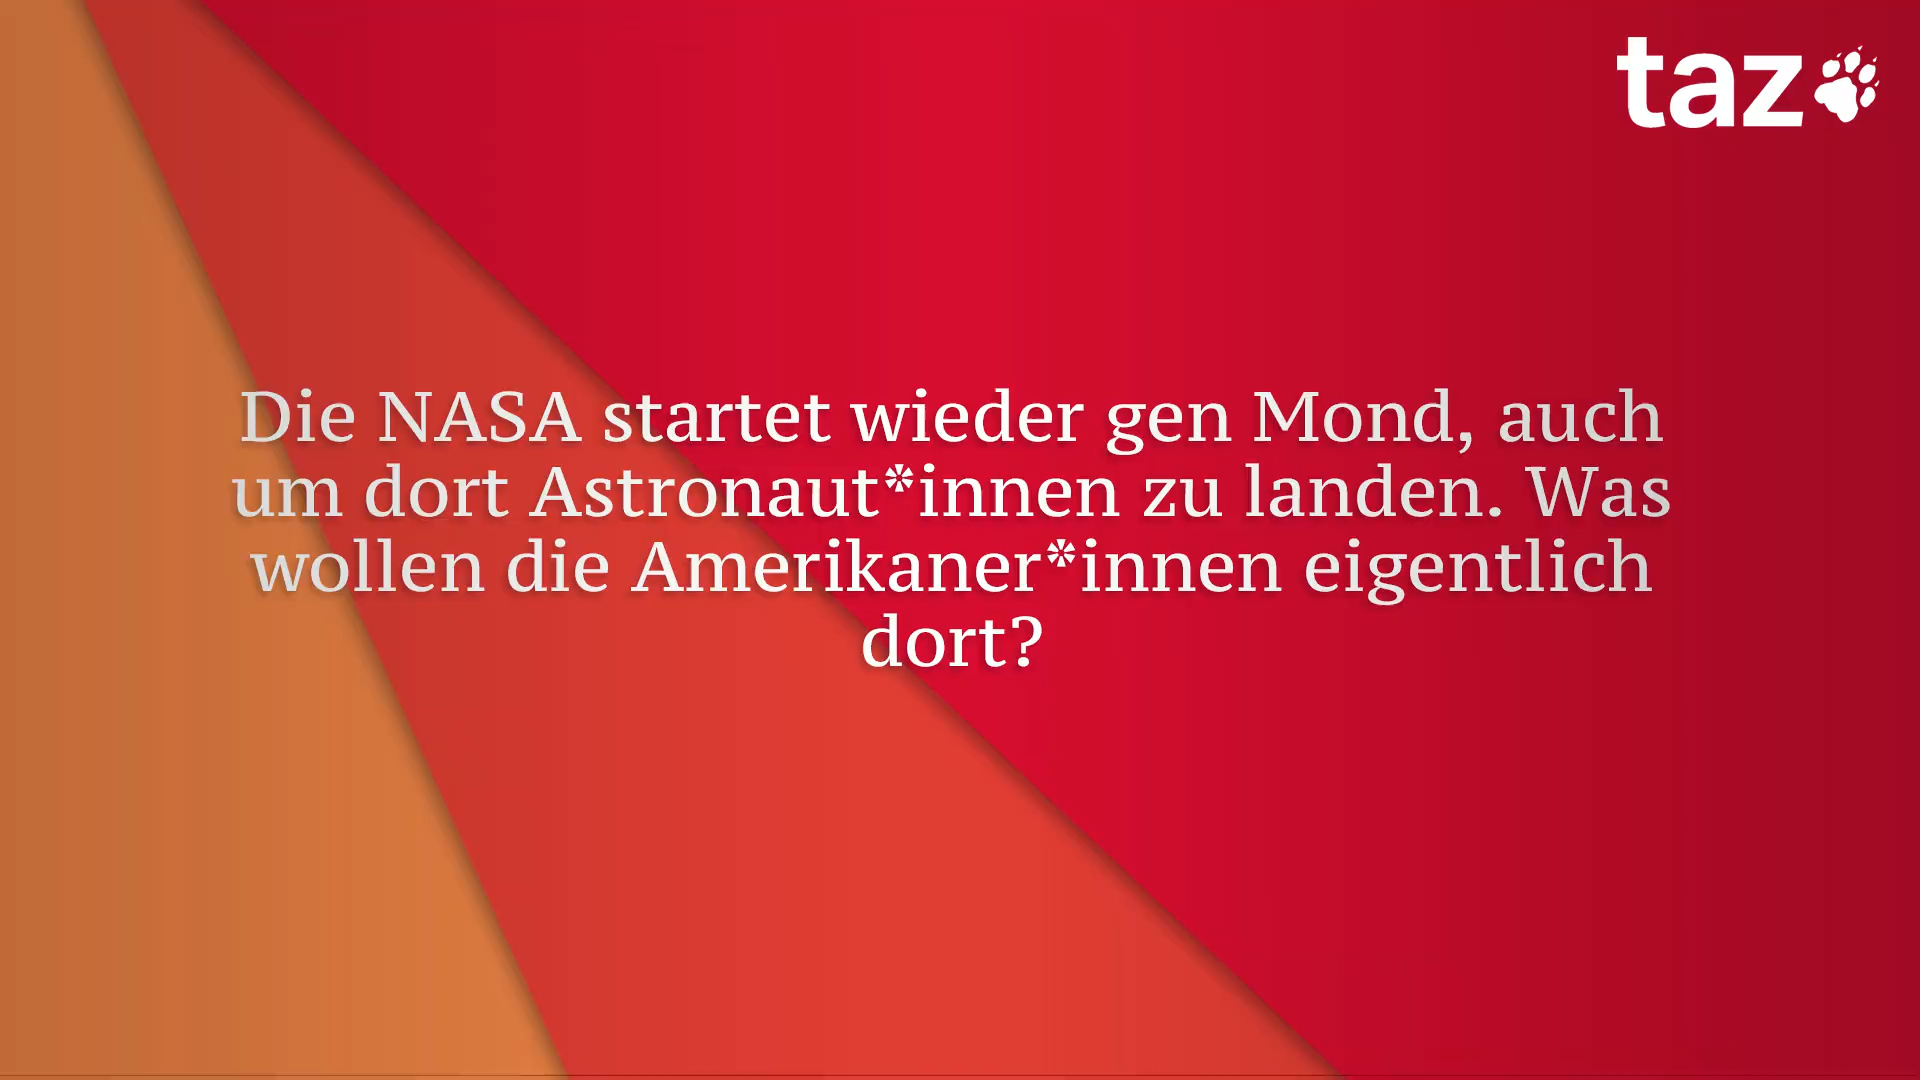 taz
Die NASA startet wieder gen Mond, auch
um dort Astronaut*innen zu landen. Was
wollen die Amerikaner*innen eigentlich
dort?